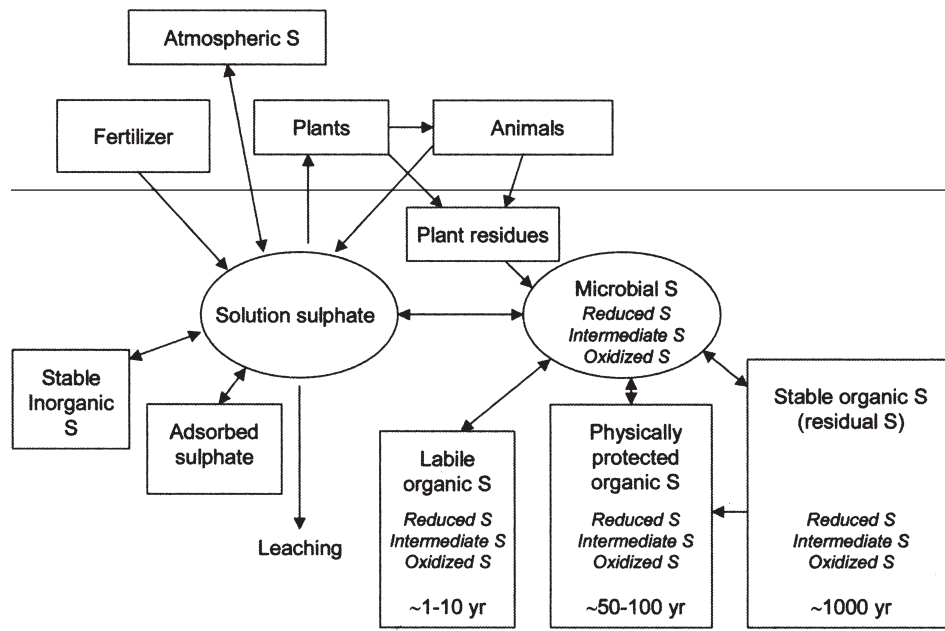 Atmospheric S
Fertilizer
Plants
Animals
Plant residues
Solution sulphate
Microbial S
Reduced S
Intermediate S
Oxidized S
Stable
Inorganic
S
Adsorbed
sulphate
Leaching
Labile
organic S
Reduced S
Intermediate S
Oxidized S
~1-10 yr
Physically
protected
organic S
Reduced S
Intermediate S
Oxidized S
~50-100 yr
Stable organic S
(residual S)
Reduced S
Intermediate S
Oxidized S
~1000 yr